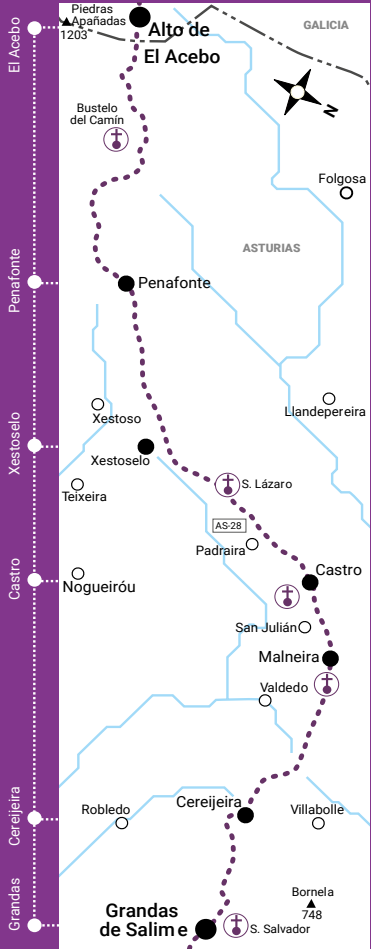 Piedras
Apañadas
1203
Alto de
El Acebo
GALICIA
El Acebo
Bustelo
del Camín
N
Folgosa
ASTURIAS
Penafonte
Penafonte
Llandepereira
Xestoso
Xestoselo
Xestoselo
Teixeira
S. Lázaro
AS-28
Padraira
Castro
Castro
Nogueiróu
San Julián
Malneira
Valdedo
Cereijeira
Cereijeira
Robledo
Villabolle
Bornela
748
Grandas
Grandas
de Salime
S. Salvador